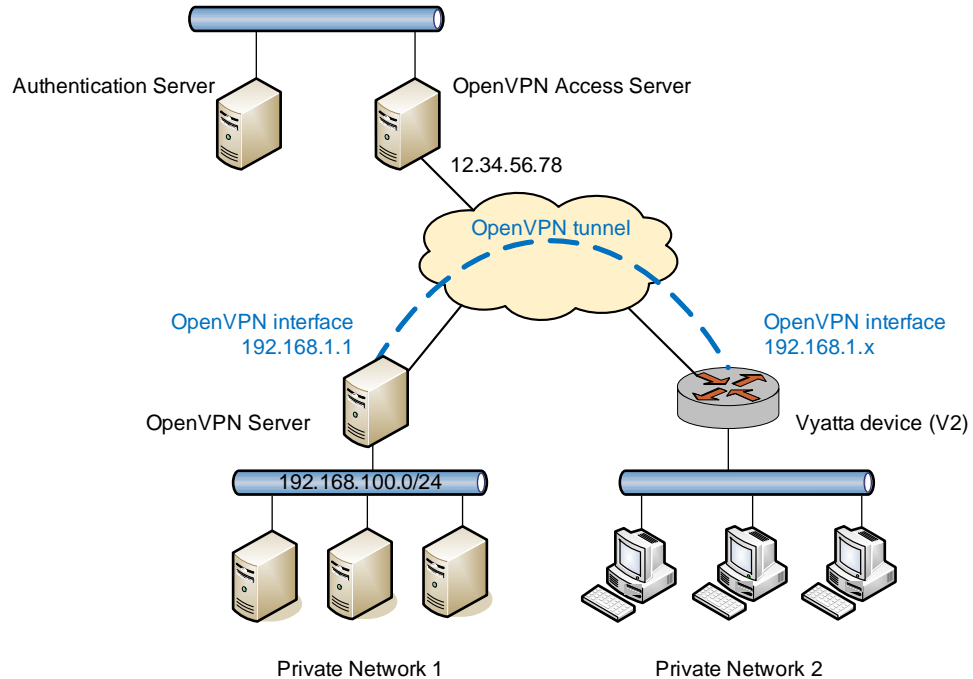 Authentication Server
OpenVPN Access Server
12.34.56.78
OpenVPN tunnel
OpenVPN interface
192.168.1.1
OpenVPN interface
192.168.1.x
OpenVPN Server
Vyatta device (V2)
192.168.100.0/24
Private Network 1
Private Network 2